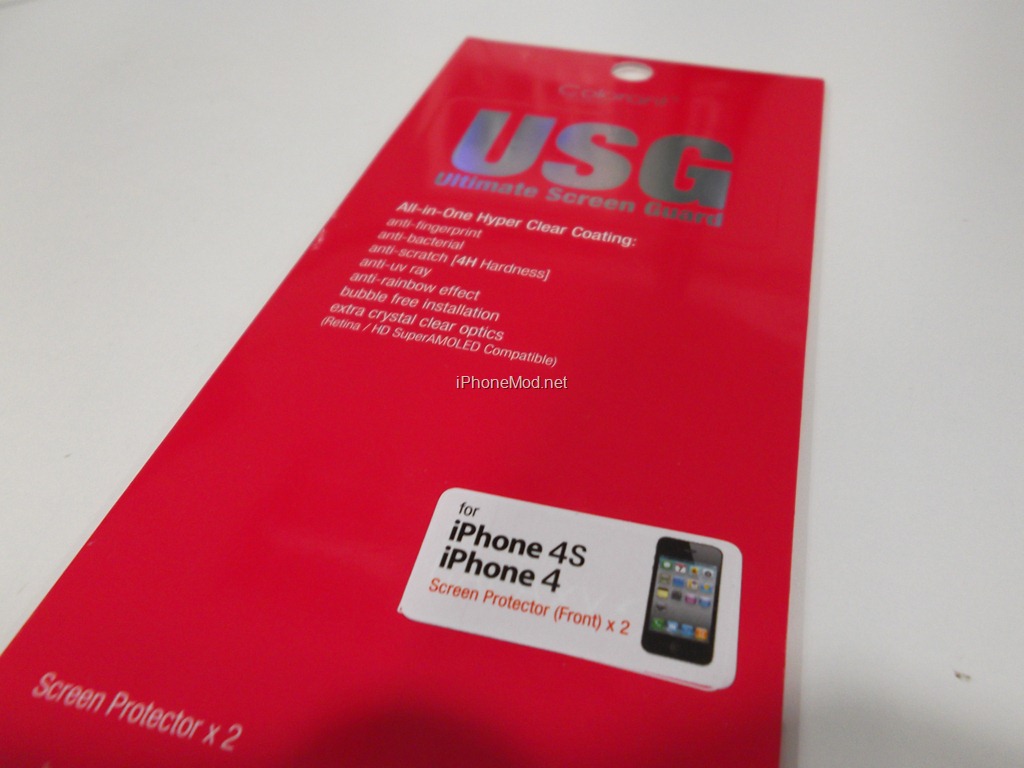 Colorant
USG
Ultimate Screen Guard
All-in-One Hyper Clear Coating:
anti-fingerprint
anti-bacterial
anti-scratch [4H Hardness]
anti-uv ray
anti-rainbow effect
bubble free installation
extra crystal clear optics
(Retina / HD SuperAMOLED Compatible)
iPhoneMod.net
for
iPhone 4S
iPhone 4
Screen Protector (Front) x 2
Screen Protector x 2